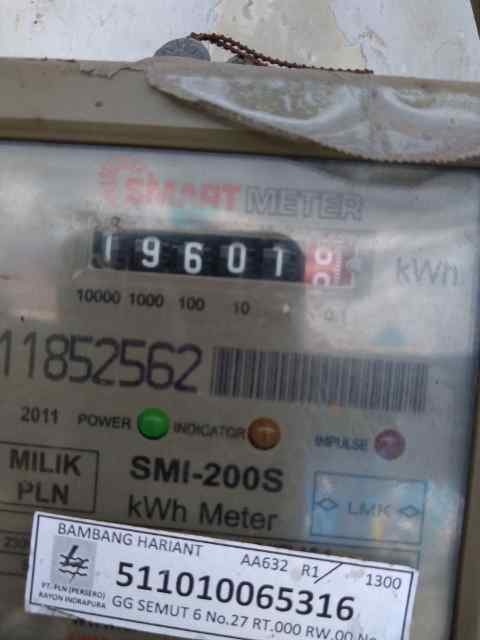 SMART METER
19601 kWh
10000 1000 100 10 0.1
11852562
2011 POWER INDICATOR IMPULSE
MILIK
PLN
SMI-200S
kWh Meter
LMK
BAMBANG HARIANT AA632 R1/ 1300
511010065316
PT. PLN (PERSERO)
RAYON INDRAPURA
GG SEMUT 6 No.27 RT.000 RW.00